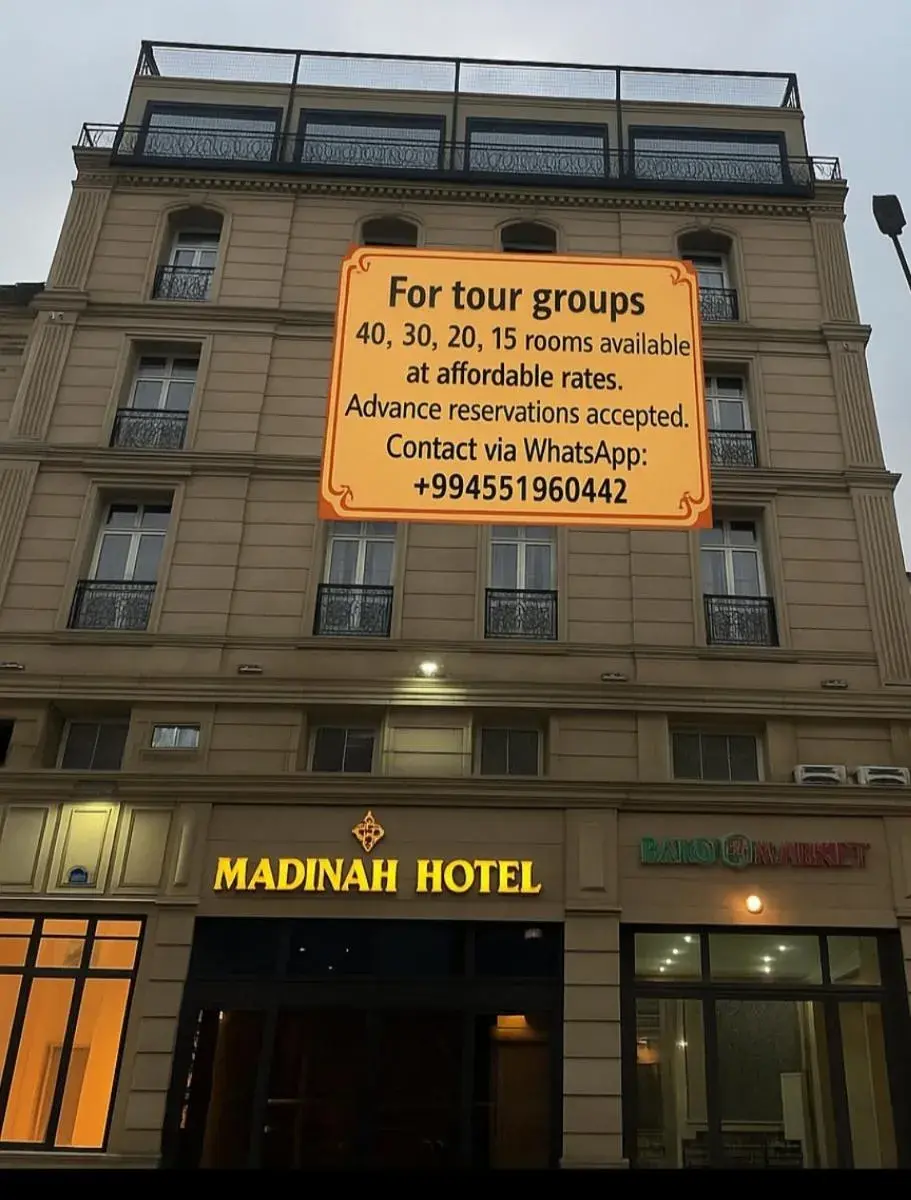 For tour groups
40, 30, 20, 15 rooms available
at affordable rates.
Advance reservations accepted.
Contact via WhatsApp:
+994551960442
MADINAH HOTEL
MARKET